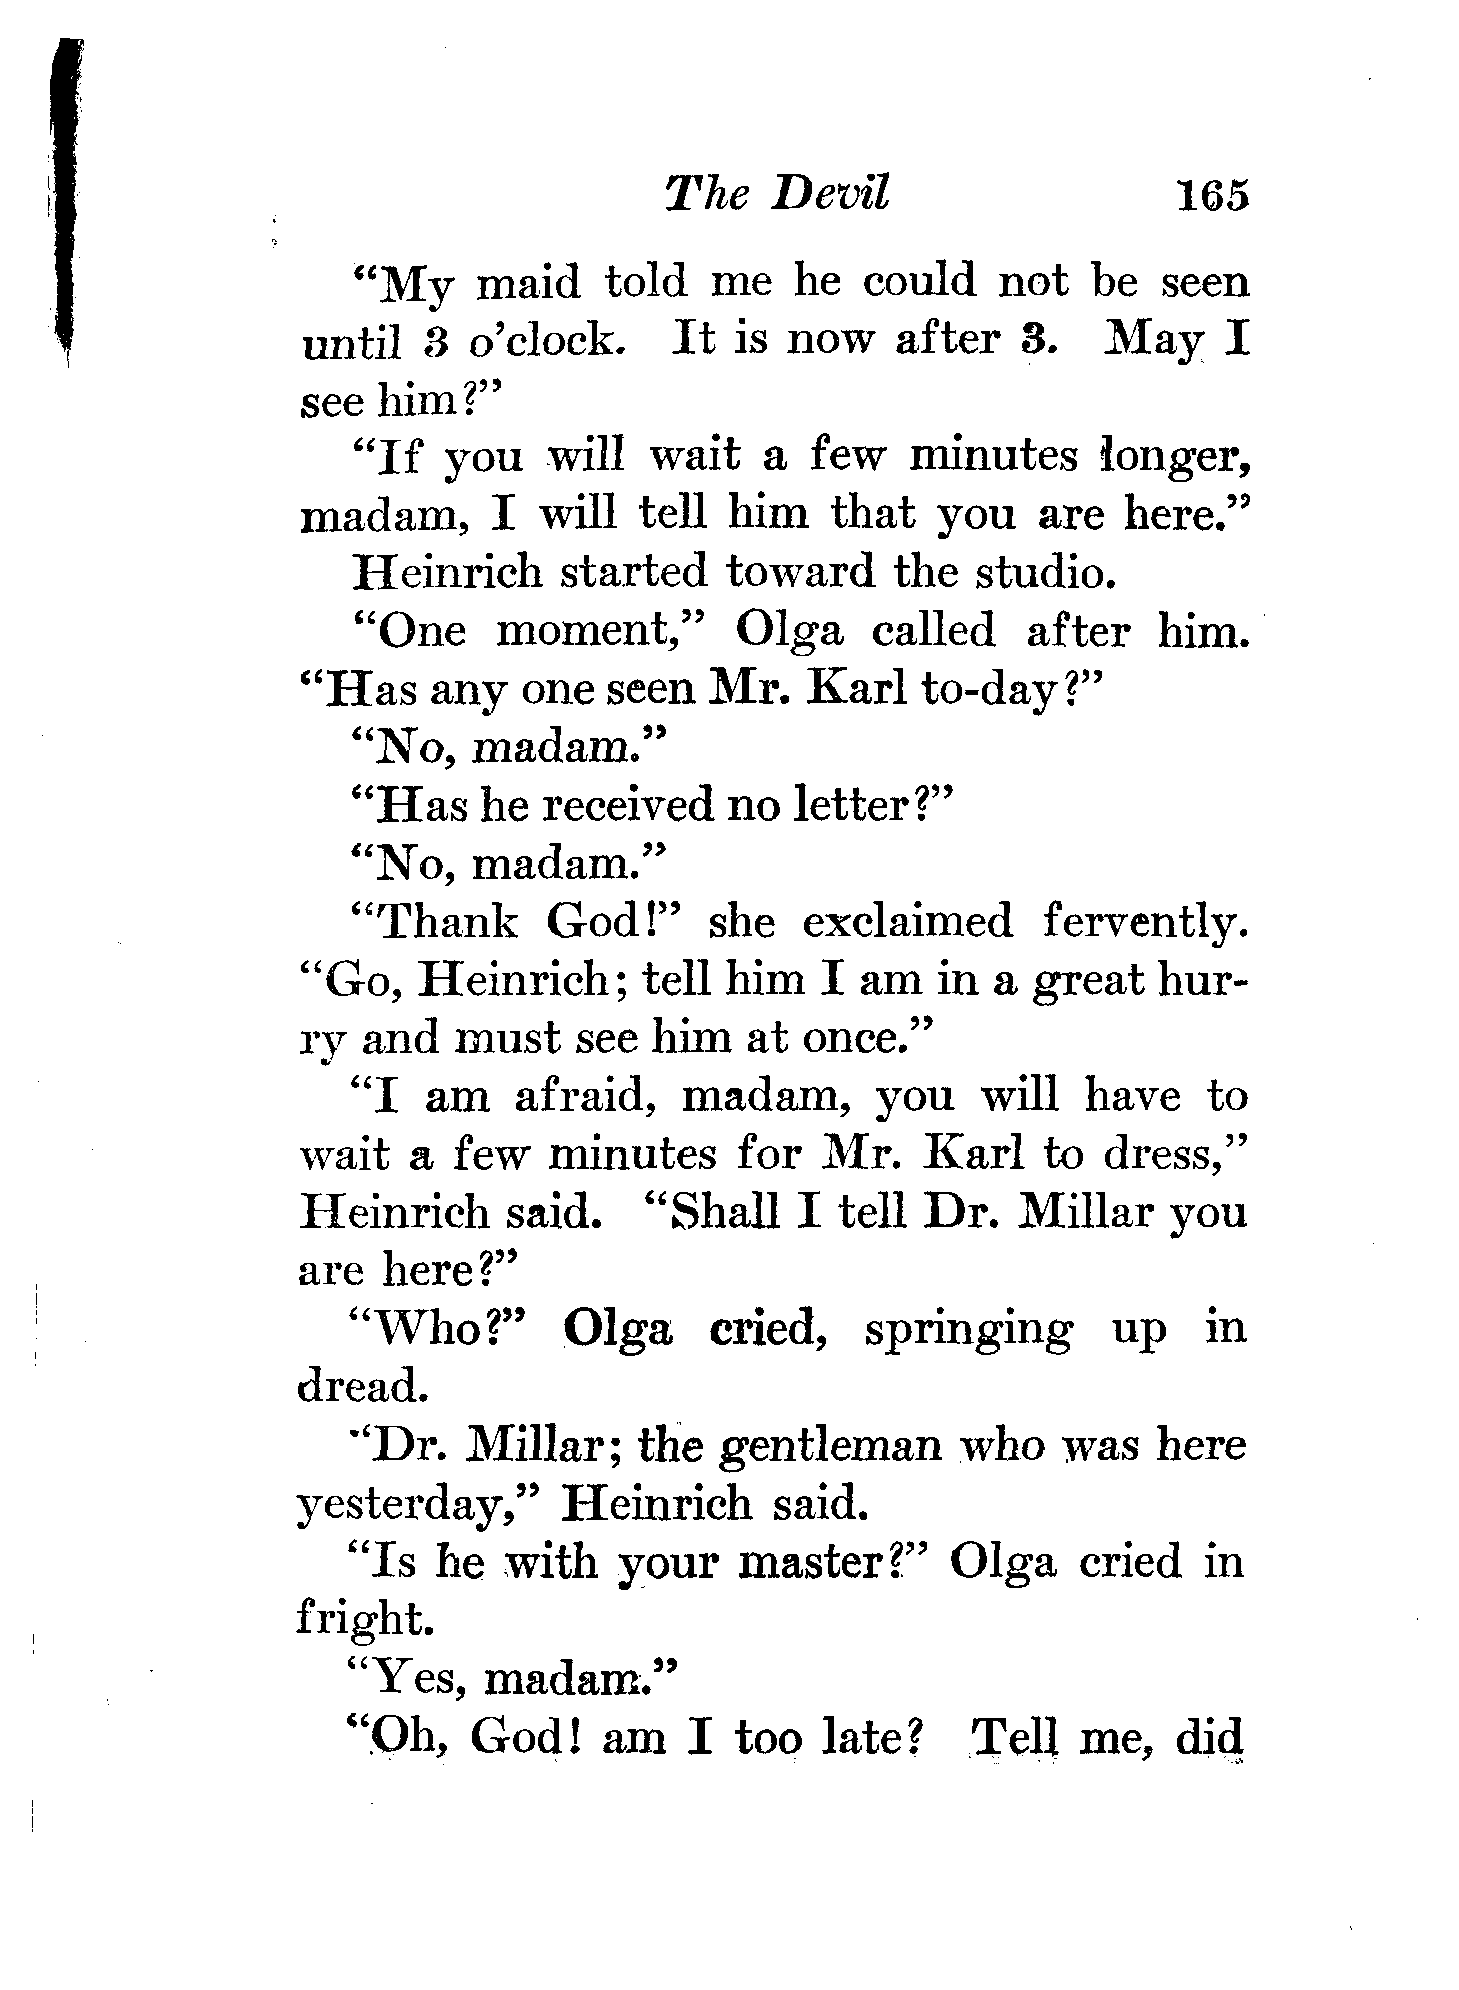 The Devil 165
“My maid told me he could not be seen
until 3 o’clock. It is now after 3. May I
see him?”
“If you will wait a few minutes longer,
madam, I will tell him that you are here.”
Heinrich started toward the studio.
“One moment,” Olga called after him.
“Has any one seen Mr. Karl to-day?”
“No, madam.”
“Has he received no letter?”
“No, madam.”
“Thank God!” she exclaimed fervently.
“Go, Heinrich; tell him I am in a great hur-
ry and must see him at once.”
“I am afraid, madam, you will have to
wait a few minutes for Mr. Karl to dress,”
Heinrich said. “Shall I tell Dr. Millar you
are here?”
“Who?” Olga cried, springing up in
dread.
“Dr. Millar; the gentleman who was here
yesterday,” Heinrich said.
“Is he with your master?” Olga cried in
fright.
“Yes, madam.”
“Oh, God! am I too late? Tell me, did